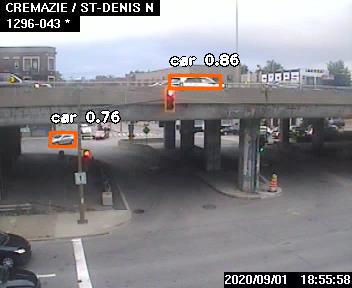 CREMAZIE / ST-DENIS N
1296-043 *
car 0.86
car 0.76
2020/09/01 18:55:58